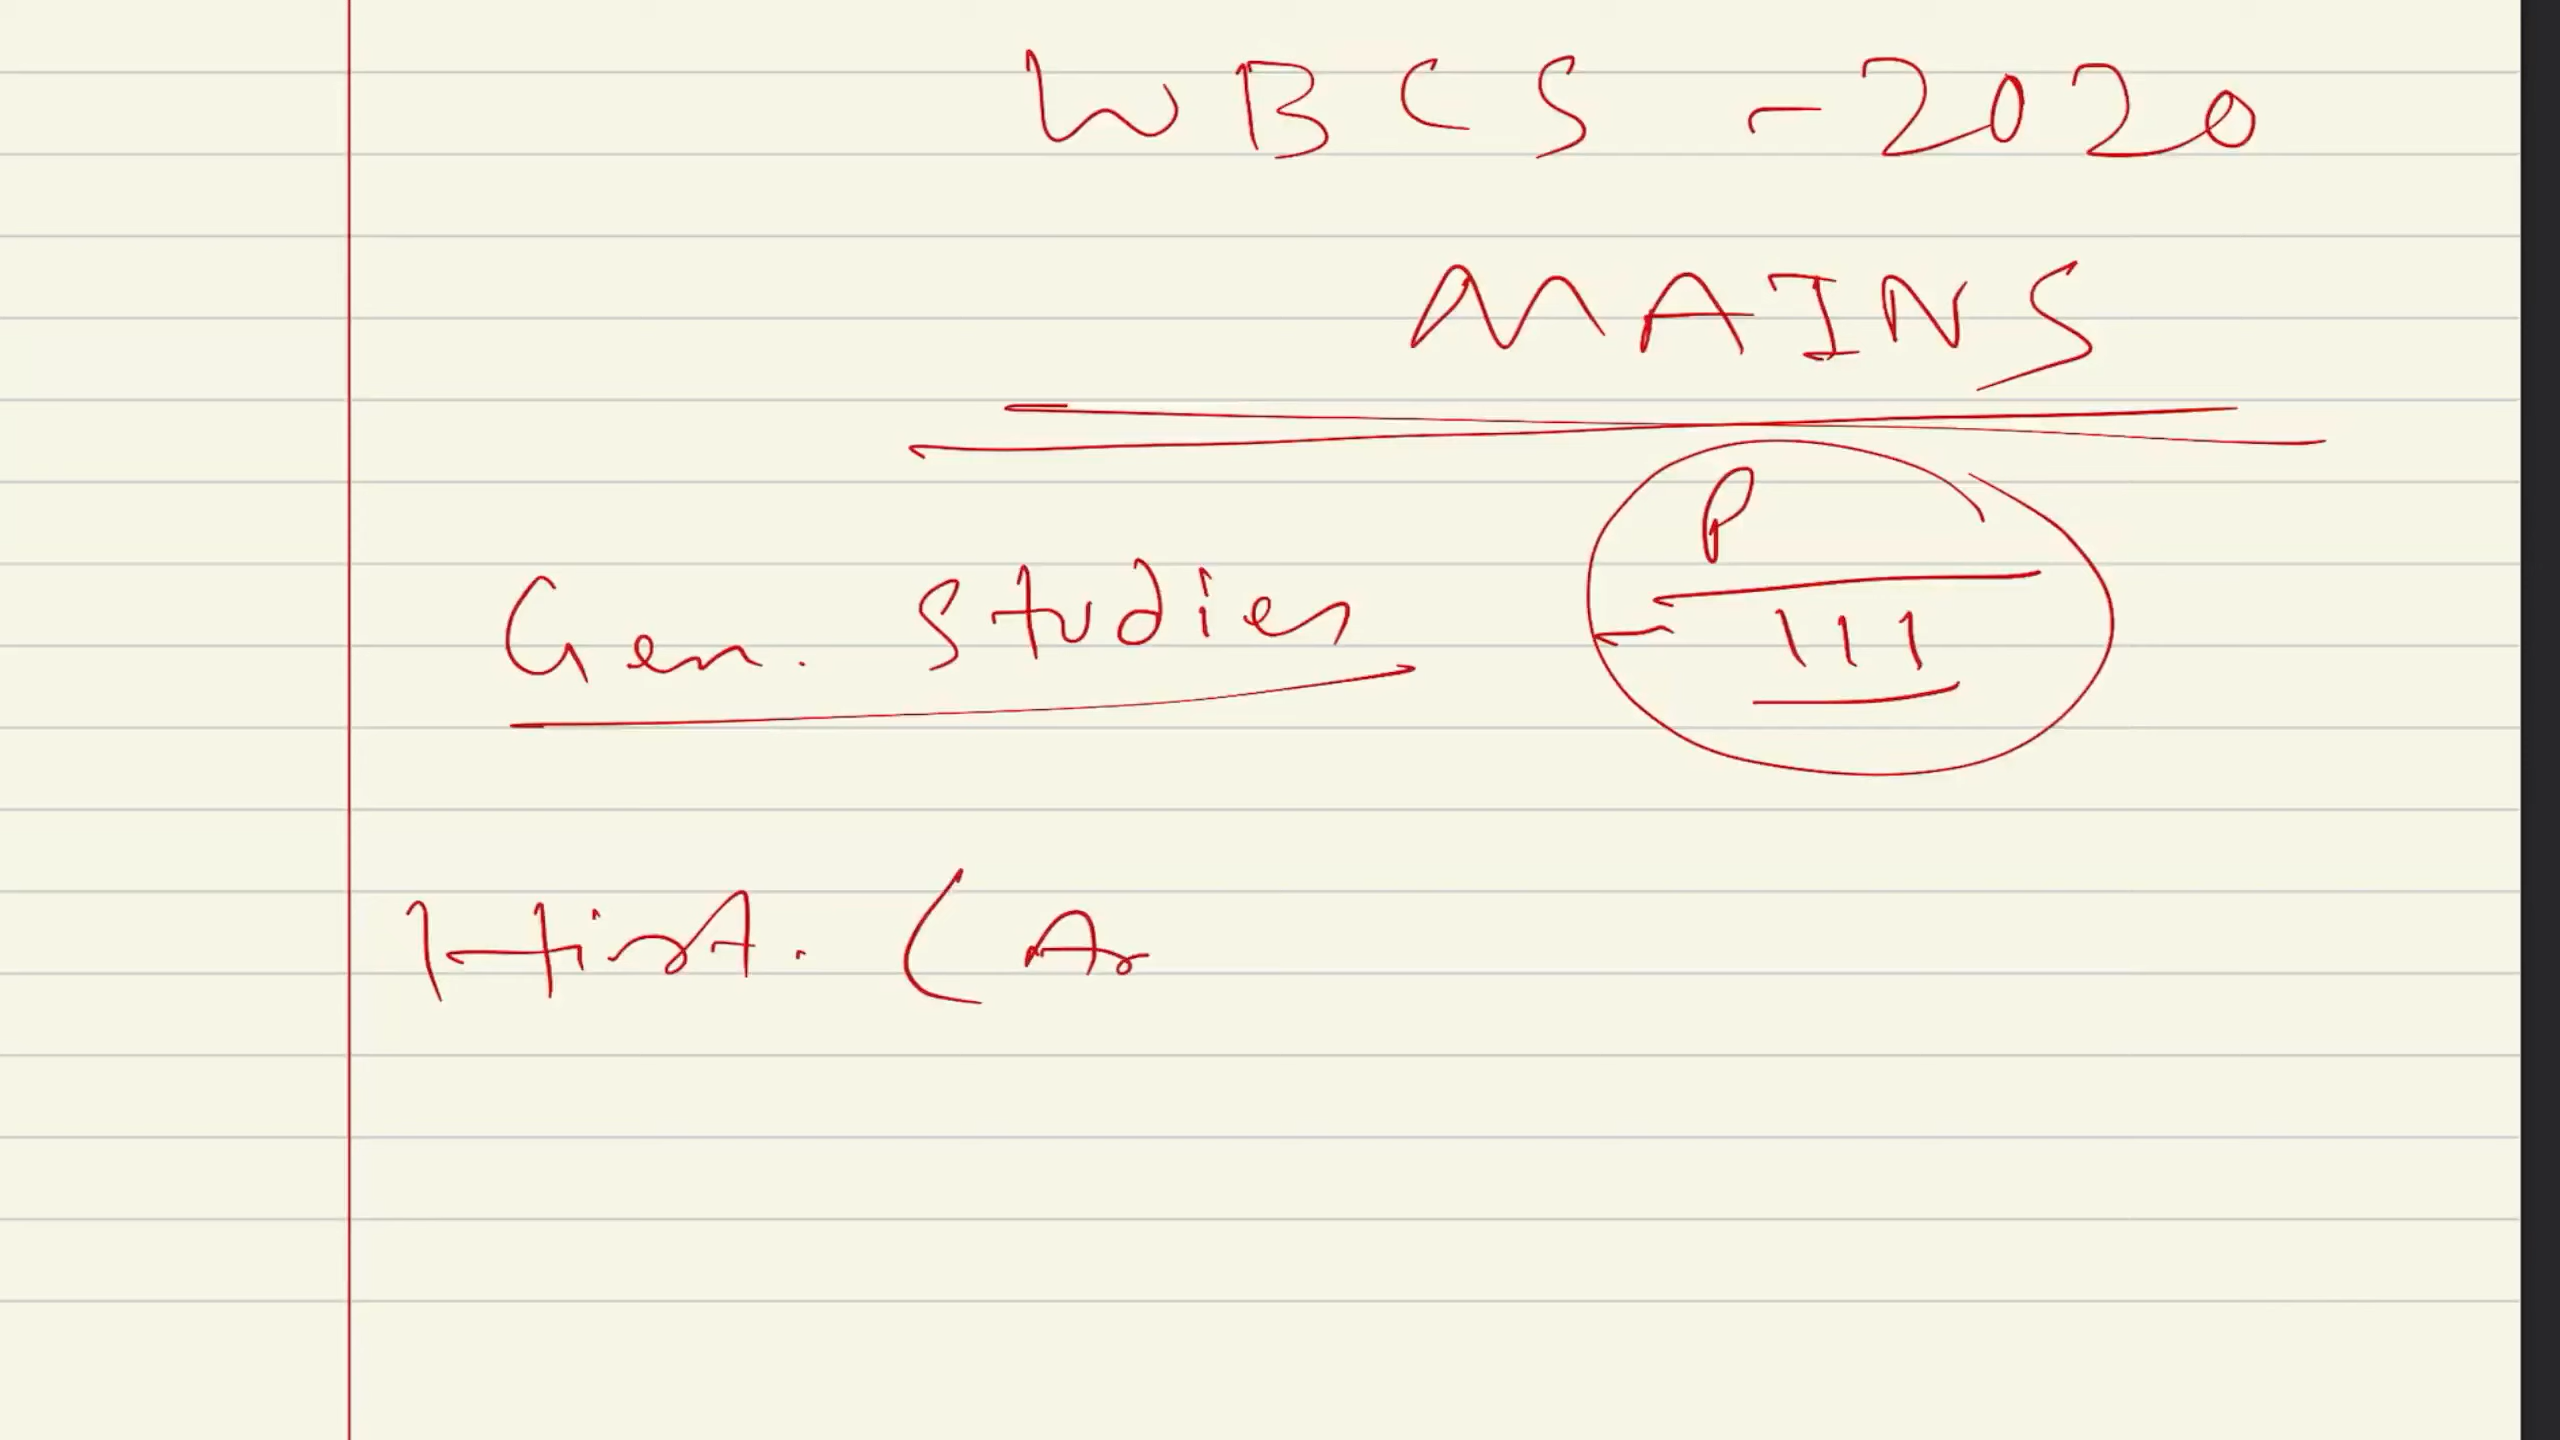 WBCS - 2020
MAINS
P
Gen. Studies - III
Hist. (